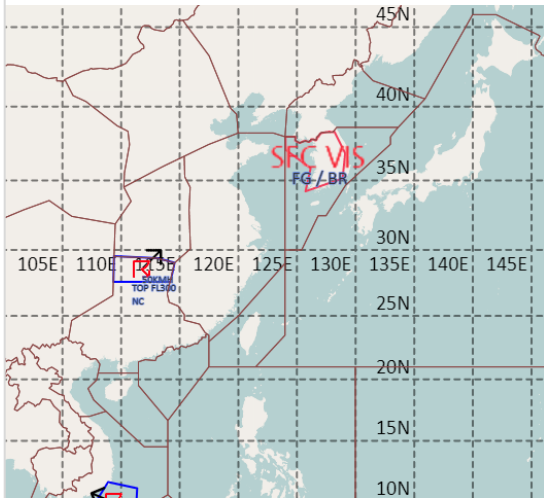 45N
40N
SFC VIS
35N
FG / BR
30N
105E 110E 115E 120E 125E 130E 135E 140E 145E
50KMH
TOP FL300
NC
25N
20N
15N
10N